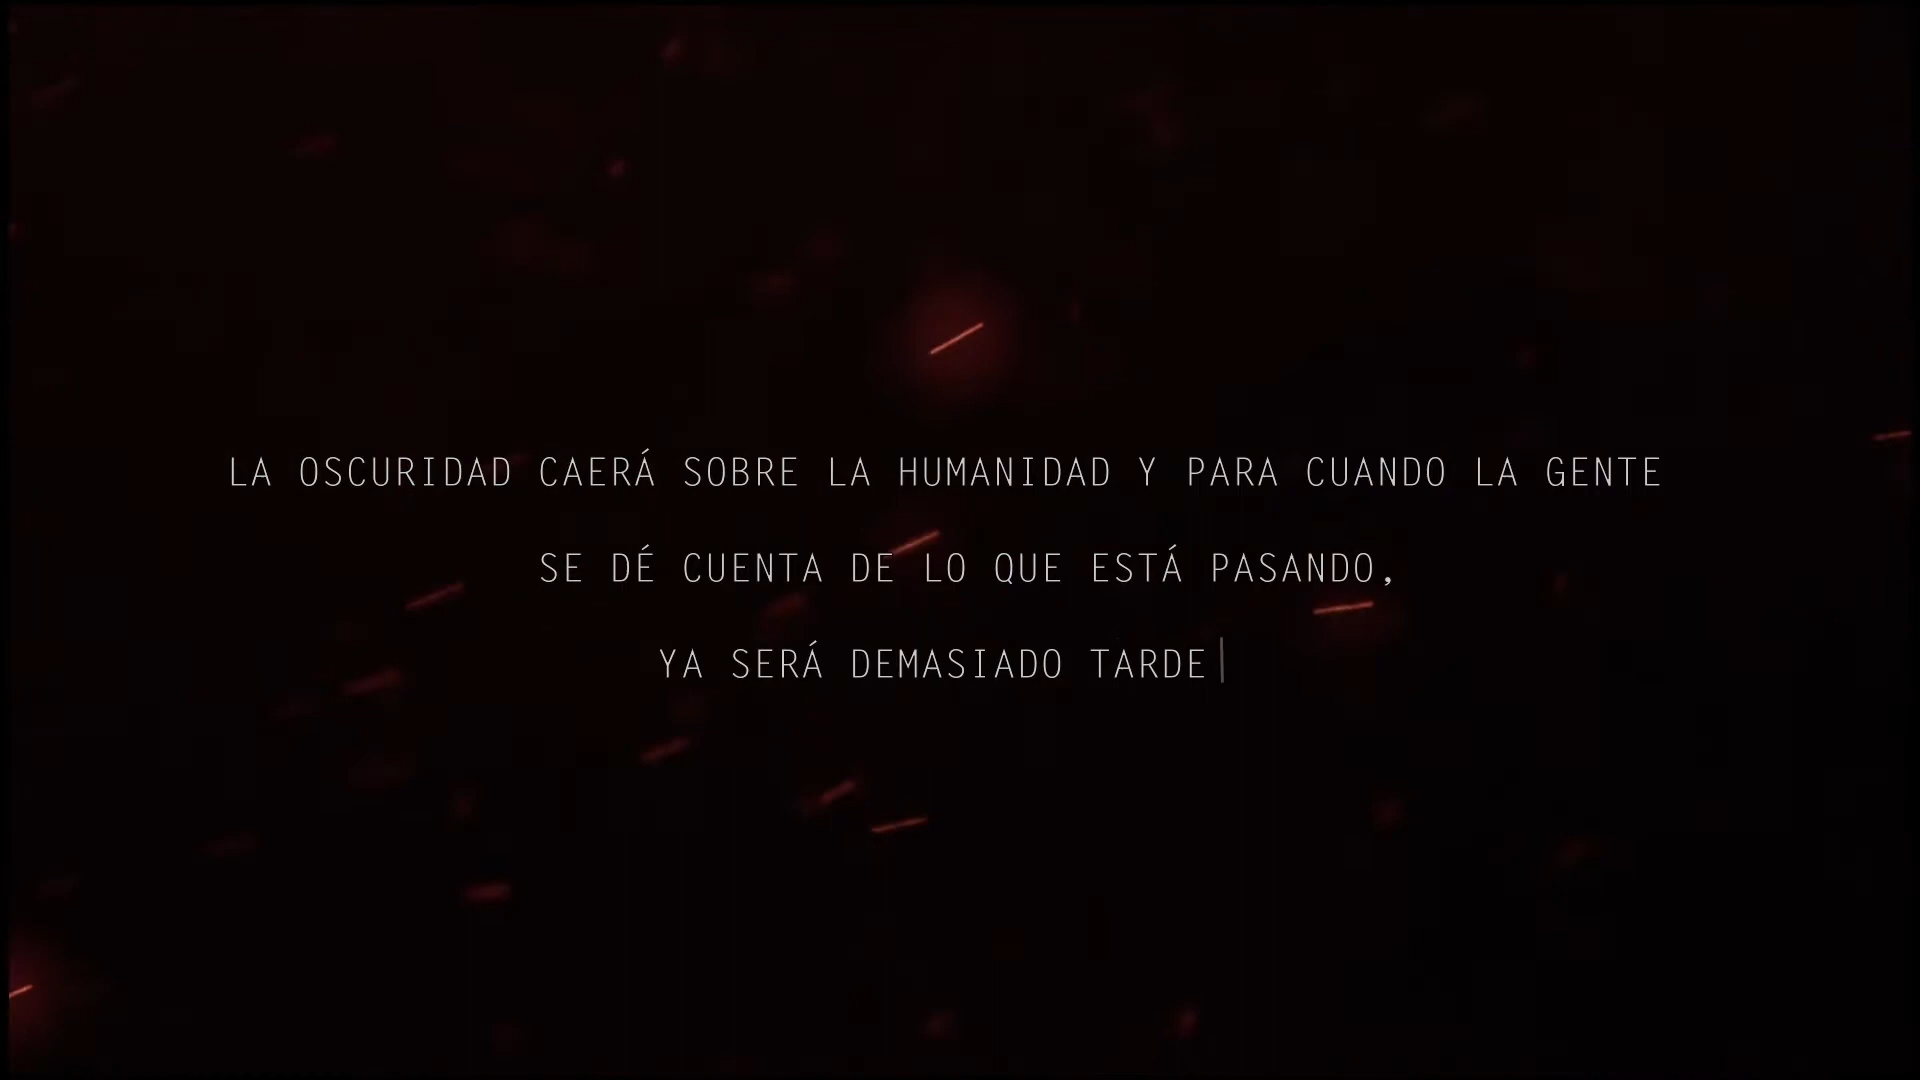 LA OSCURIDAD CAERÁ SOBRE LA HUMANIDAD Y PARA CUANDO LA GENTE
SE DÉ CUENTA DE LO QUE ESTÁ PASANDO,
YA SERÁ DEMASIADO TARDE